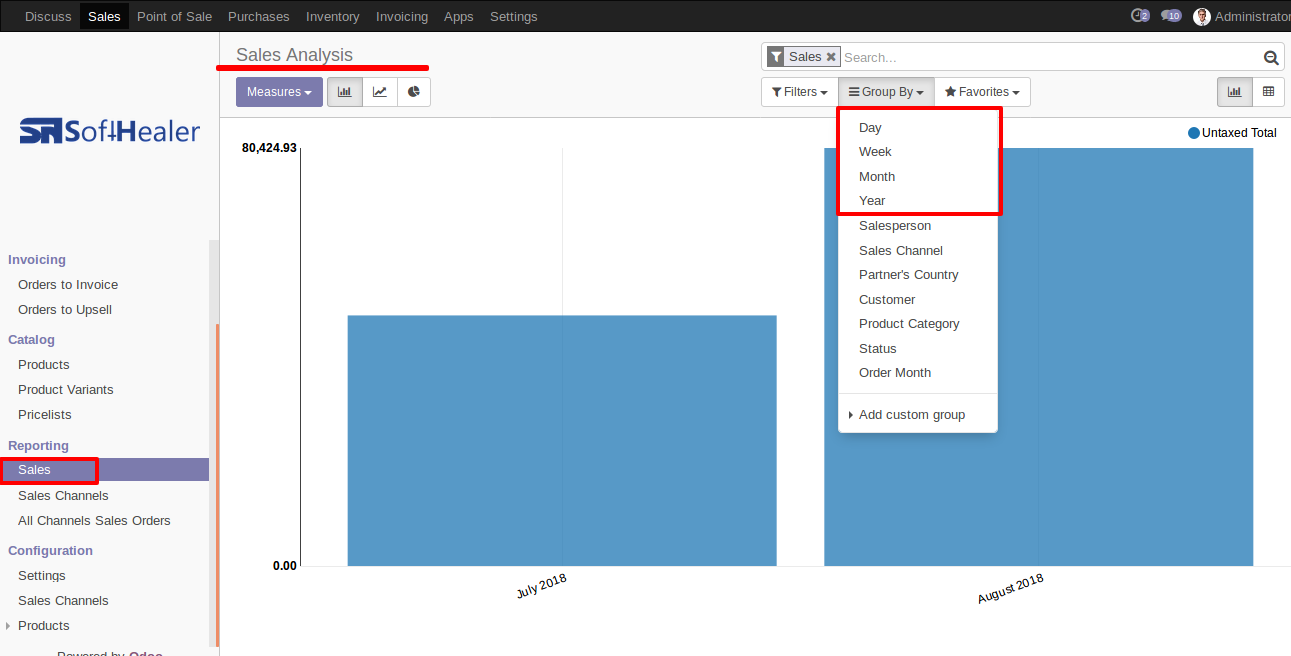 Discuss Sales Point of Sale Purchases Inventory Invoicing Apps Settings 2 10 Administrator
Sales Analysis
Sales Search...
Measures
Filters Group By Favorites
SoftHealer
Invoicing
Orders to Invoice
Orders to Upsell
Catalog
Products
Product Variants
Pricelists
Reporting
Sales
Sales Channels
All Channels Sales Orders
Configuration
Settings
Sales Channels
Products
Powered by Odoo
Day
Week
Month
Year
Salesperson
Sales Channel
Partner's Country
Customer
Product Category
Status
Order Month
Add custom group
Untaxed Total
80,424.93
0.00
July 2018
August 2018